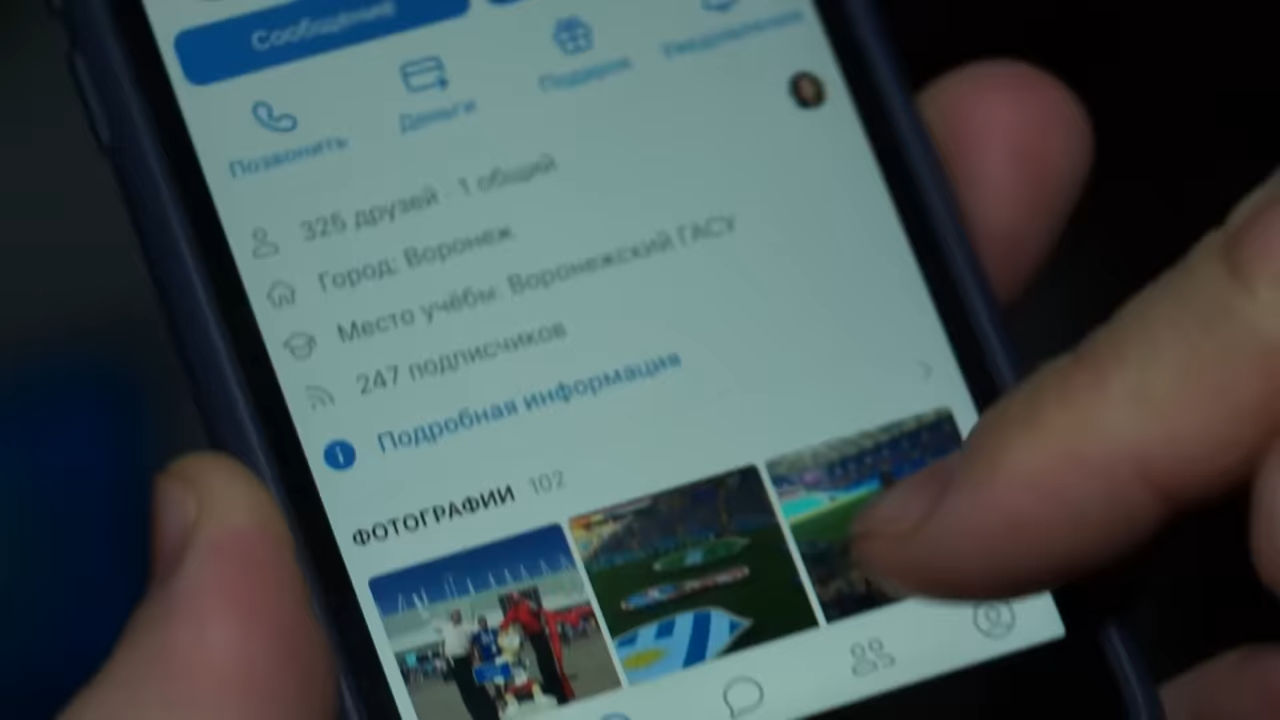 Сообщение
Позвонить
Деньги
Подарок
Уведомления
325 друзей · 1 общий
Город: Воронеж
Место учёбы: Воронежский ГАСУ
247 подписчиков
Подробная информация
ФОТОГРАФИИ 102